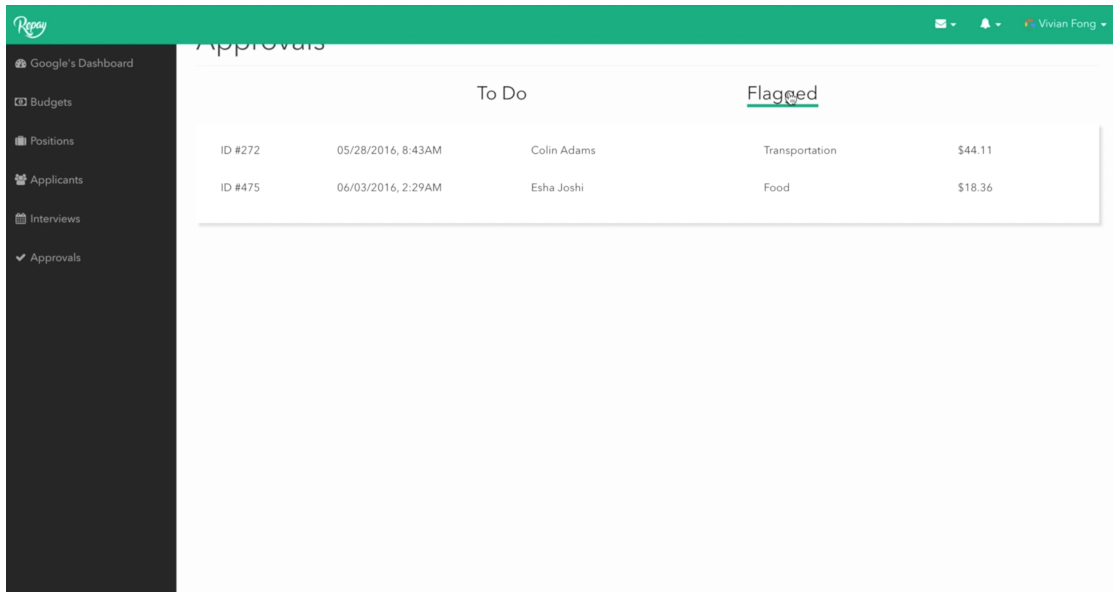 Repay
Vivian Fong
Approvals
Google's Dashboard
Budgets
Positions
Applicants
Interviews
Approvals
To Do Flagged
ID #272 05/28/2016, 8:43AM Colin Adams Transportation $44.11
ID #475 06/03/2016, 2:29AM Esha Joshi Food $18.36